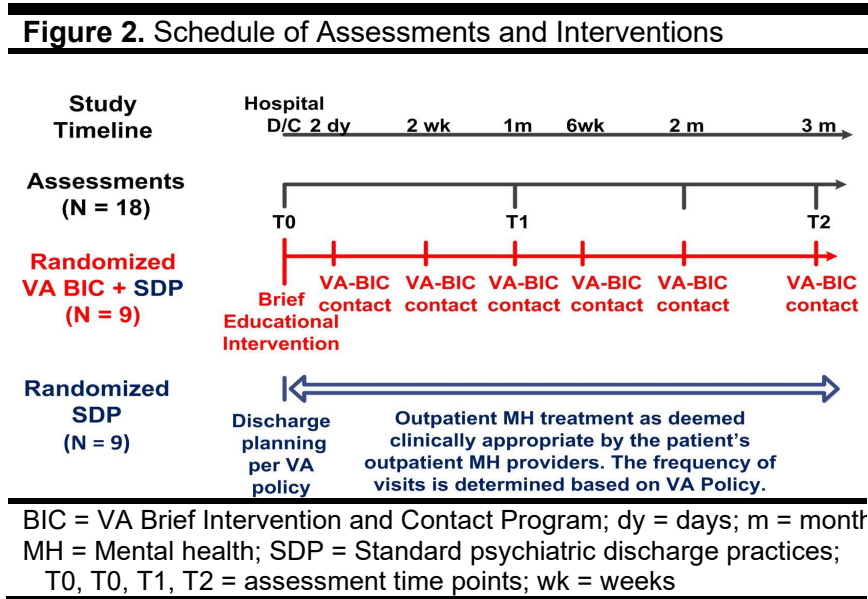 Figure 2. Schedule of Assessments and Interventions
Study
Timeline
Hospital
D/C 2 dy 2 wk 1m 6wk 2 m 3 m
Assessments
(N = 18)
T0 T1 T2
Randomized
VA BIC + SDP
(N = 9)
Brief
Educational
Intervention
VA-BIC
contact
VA-BIC
contact
VA-BIC
contact
VA-BIC
contact
VA-BIC
contact
VA-BIC
contact
Randomized
SDP
(N = 9)
Discharge
planning
per VA
policy
Outpatient MH treatment as deemed
clinically appropriate by the patient's
outpatient MH providers. The frequency of
visits is determined based on VA Policy.
BIC = VA Brief Intervention and Contact Program; dy = days; m = month
MH = Mental health; SDP = Standard psychiatric discharge practices;
T0, T0, T1, T2 = assessment time points; wk = weeks